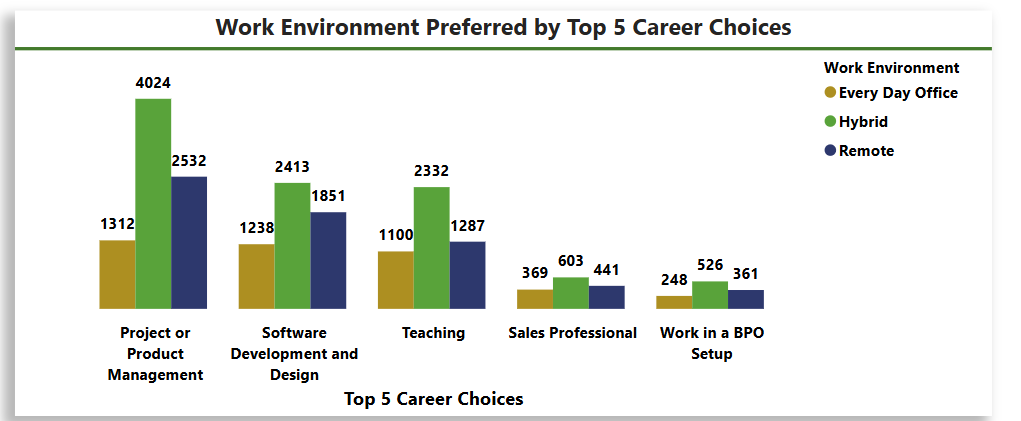 Work Environment Preferred by Top 5 Career Choices
Work Environment
Every Day Office
Hybrid
Remote
4024
2532
1312
2413
1851
1238
2332
1287
1100
369
603
441
248
526
361
Project or
Product
Management
Software
Development and
Design
Teaching
Sales Professional
Work in a BPO
Setup
Top 5 Career Choices